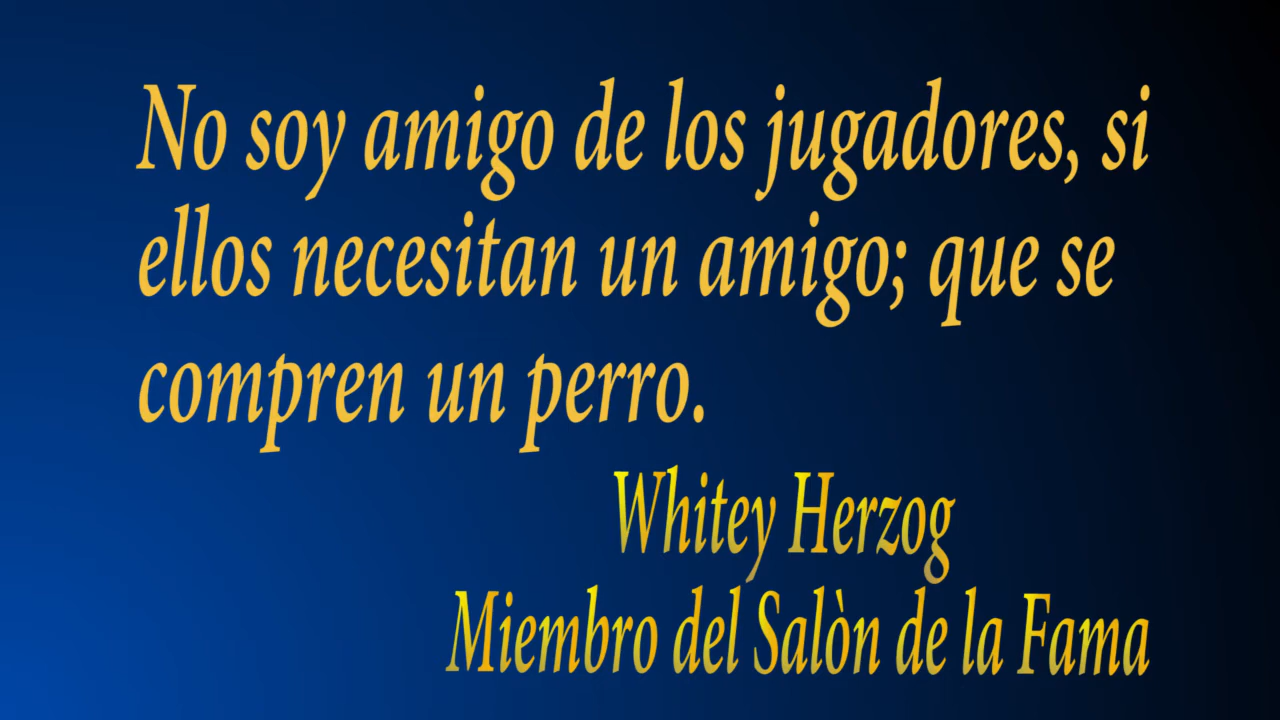 No soy amigo de los jugadores, si
ellos necesitan un amigo; que se
compren un perro.
Whitey Herzog
Miembro del Salòn de la Fama